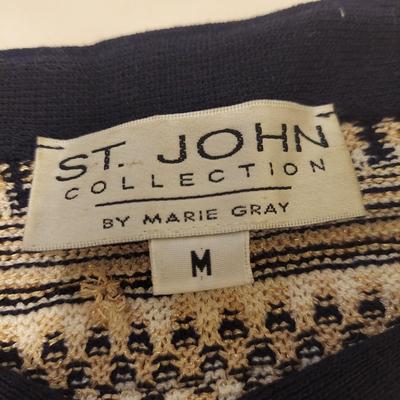 ST. JOHN
COLLECTION
BY MARIE GRAY
M